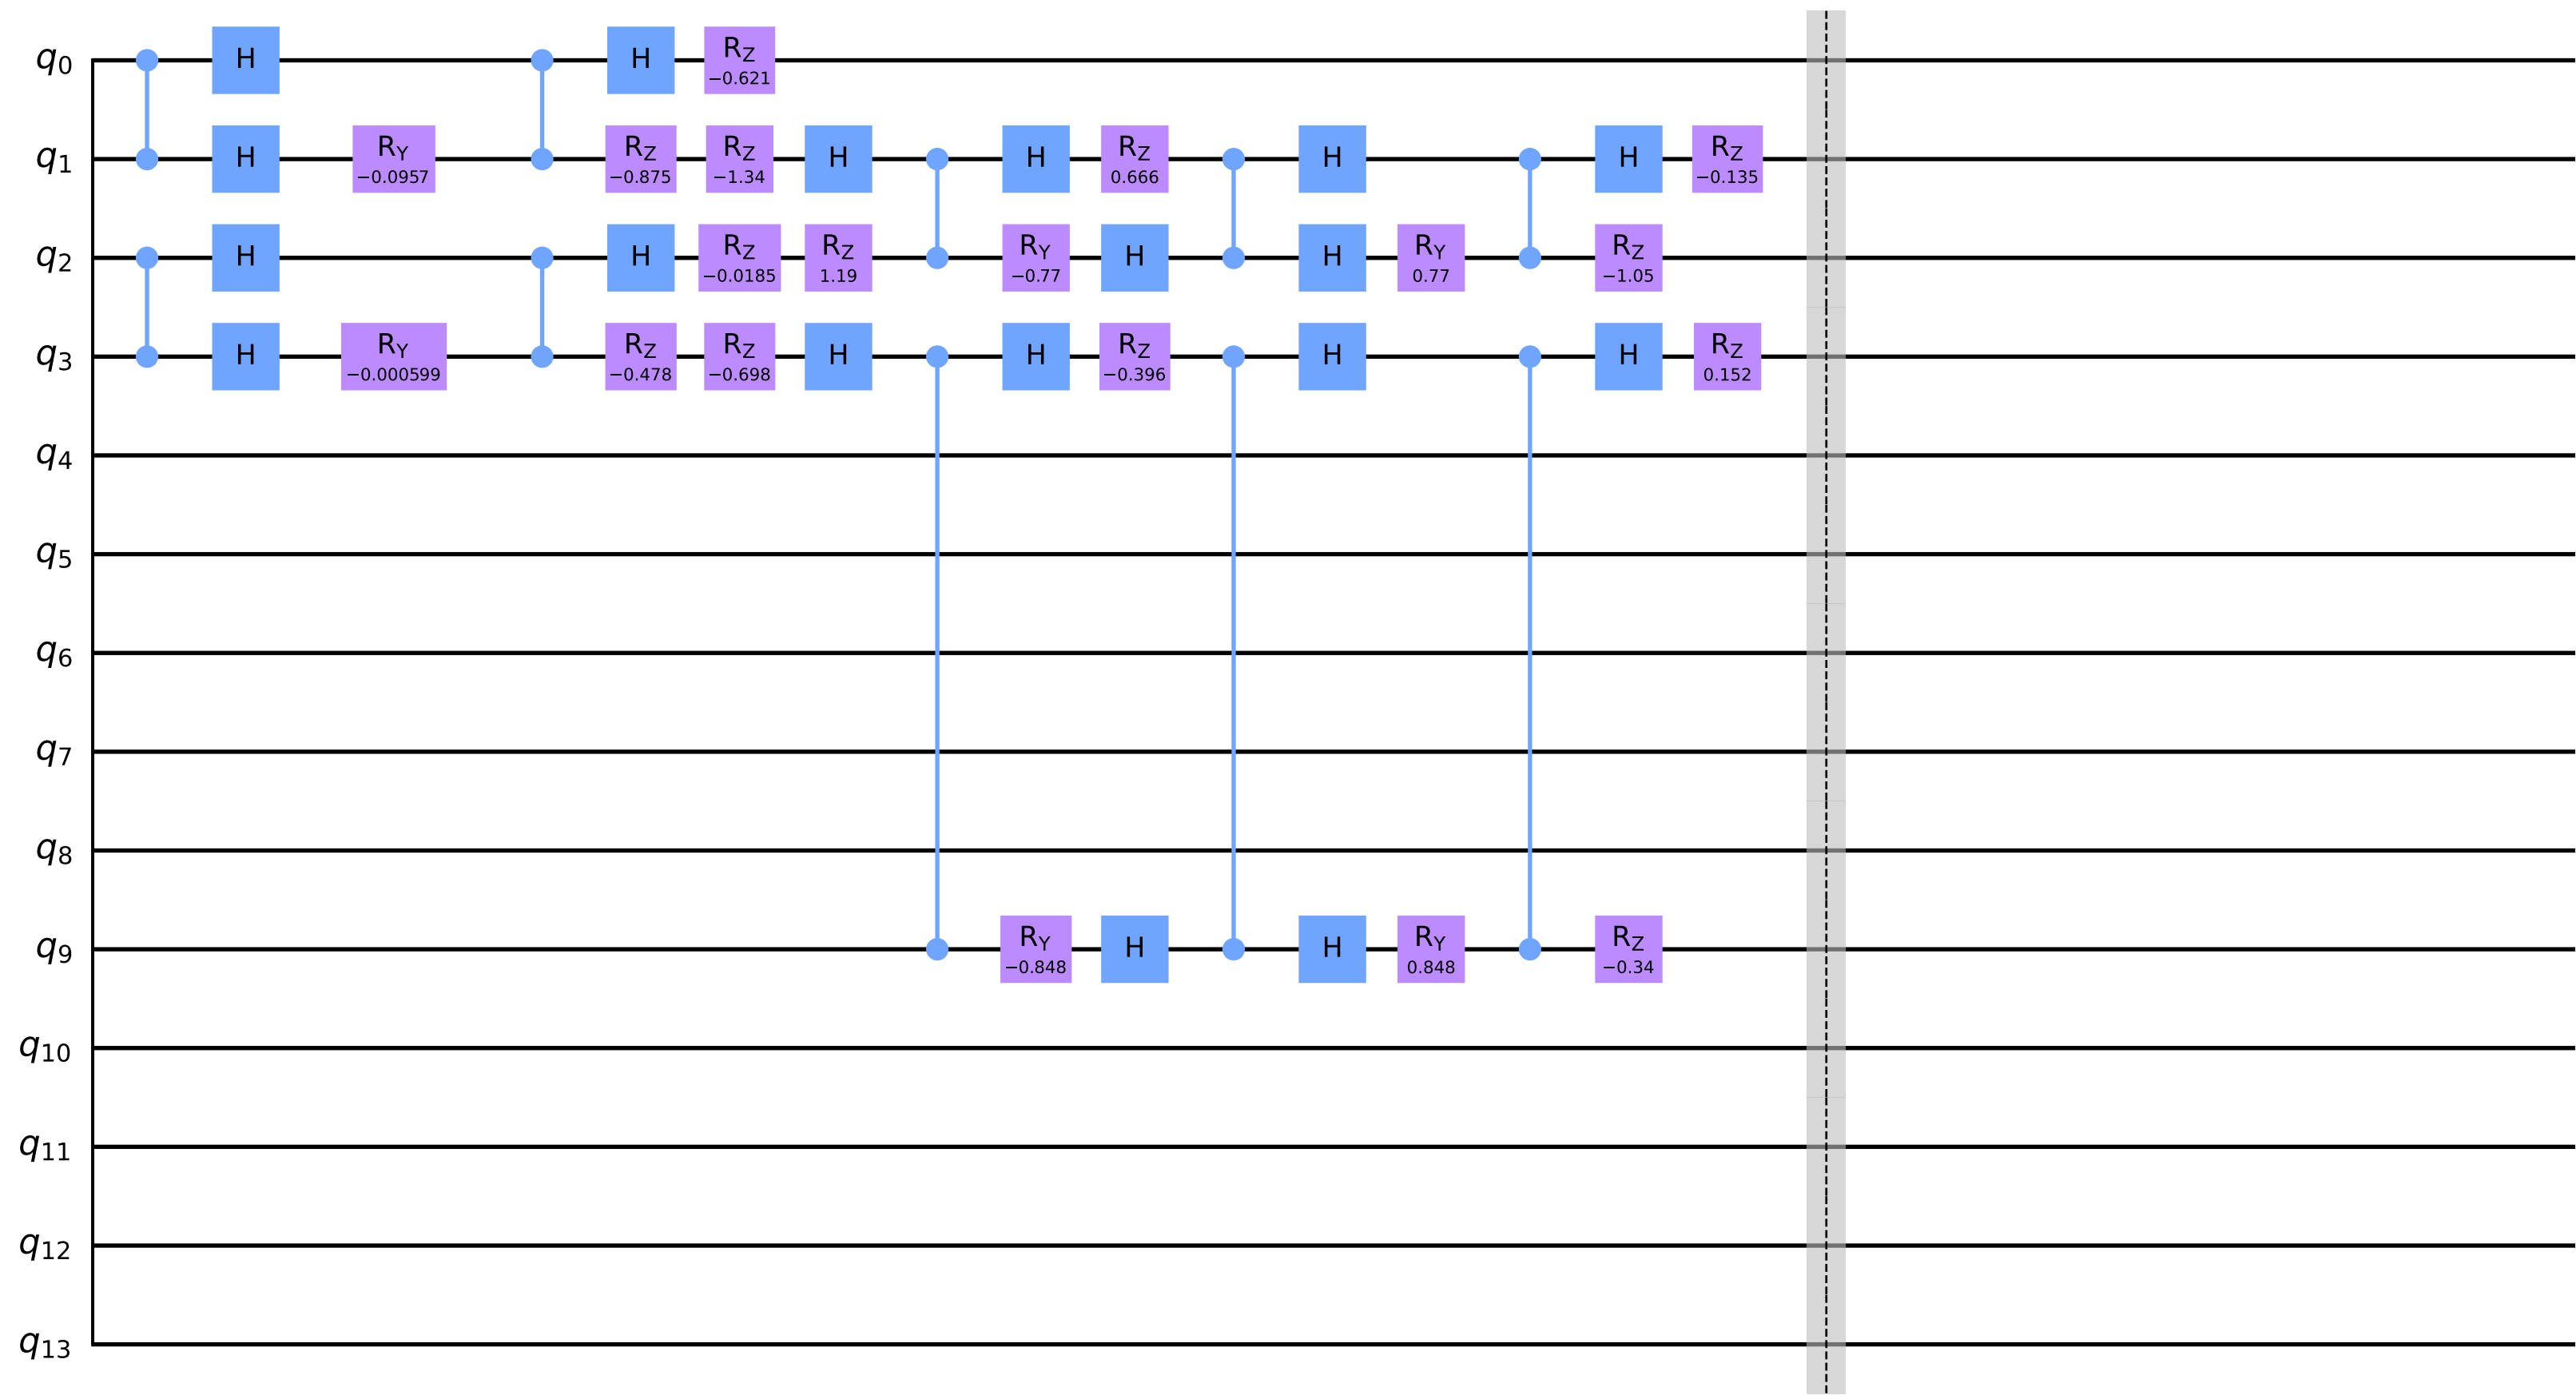 q0 H H RZ −0.621
q1 H RY −0.0957 RZ −0.875 RZ −1.34 H H RZ 0.666 H H RZ −0.135
q2 H H RZ −0.0185 RZ 1.19 RY −0.77 H H RY 0.77 RZ −1.05
q3 H RY −0.000599 RZ −0.478 RZ −0.698 H H RZ −0.396 H H RZ 0.152
q4
q5
q6
q7
q8
q9 RY −0.848 H H RY 0.848 RZ −0.34
q10
q11
q12
q13